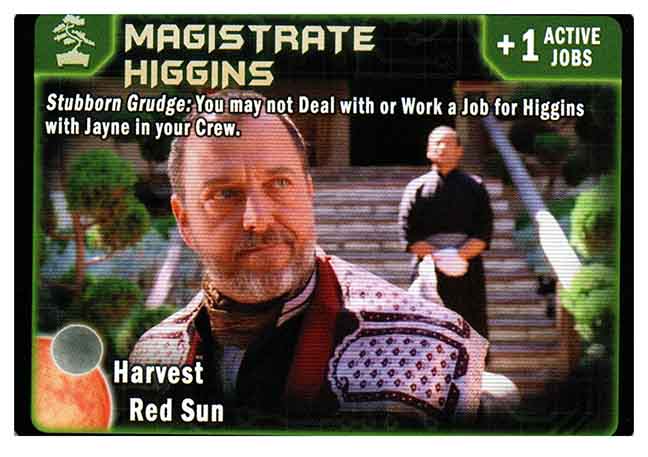 MAGISTRATE
HIGGINS
+1 ACTIVE
JOBS
Stubborn Grudge: You may not Deal with or Work a Job for Higgins
with Jayne in your Crew.
Harvest
Red Sun